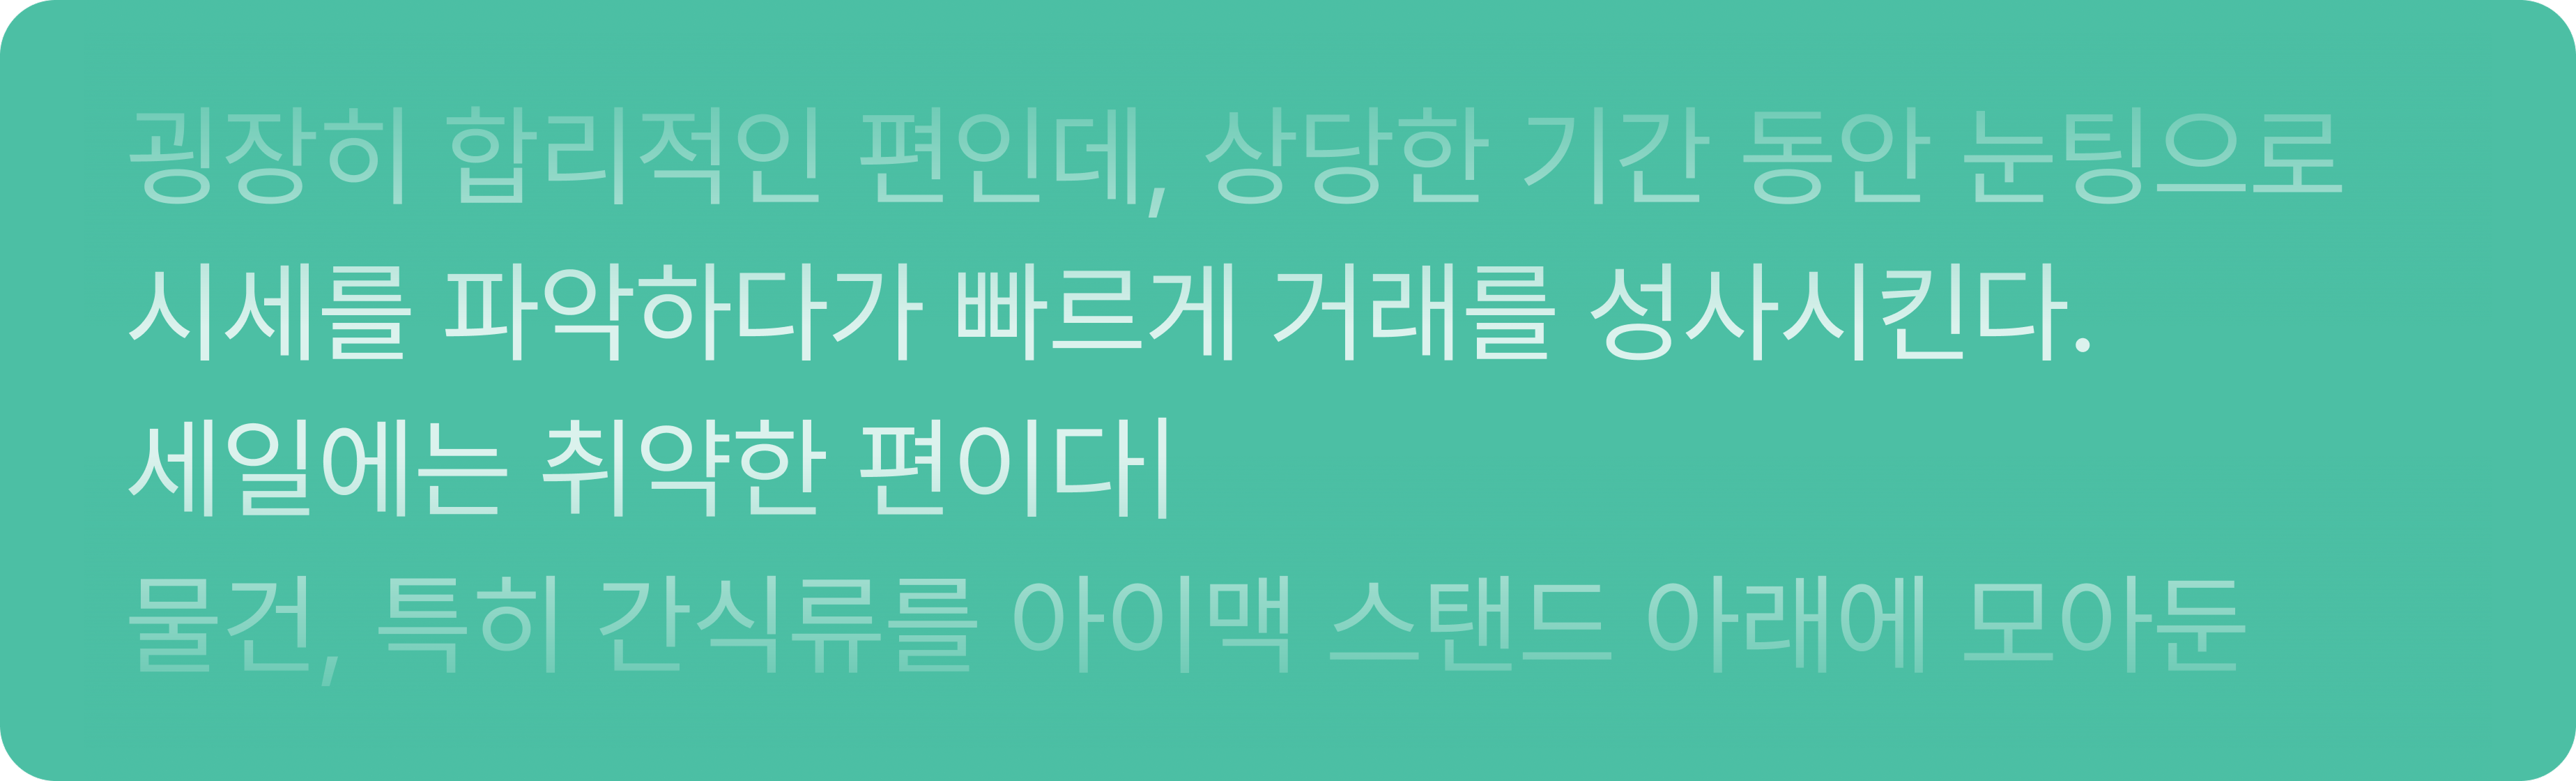 굉장히 합리적인 편인데, 상당한 기간 동안 눈팅으로
시세를 파악하다가 빠르게 거래를 성사시킨다.
세일에는 취약한 편이다|
물건, 특히 간식류를 아이맥 스탠드 아래에 모아둔